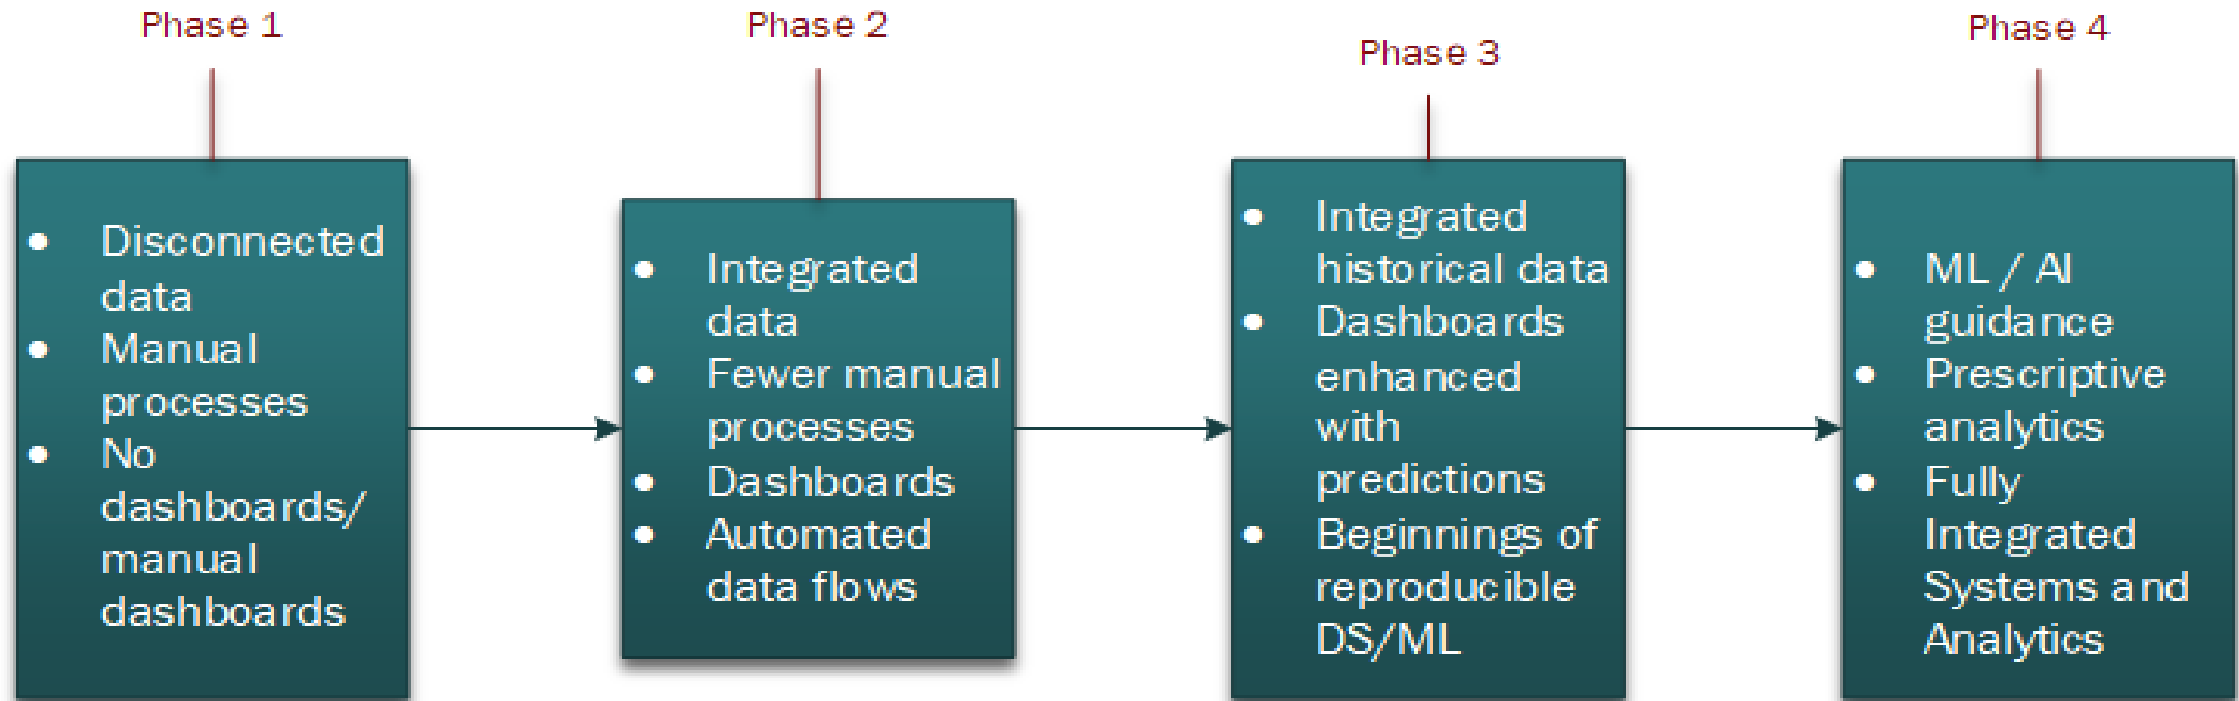 Phase 1
• Disconnected
data
• Manual
processes
• No
dashboards/
manual
dashboards
Phase 2
• Integrated
data
• Fewer manual
processes
• Dashboards
• Automated
data flows
Phase 3
• Integrated
historical data
• Dashboards
enhanced
with
predictions
• Beginnings of
reproducible
DS/ML
Phase 4
• ML / AI
guidance
• Prescriptive
analytics
• Fully
Integrated
Systems and
Analytics